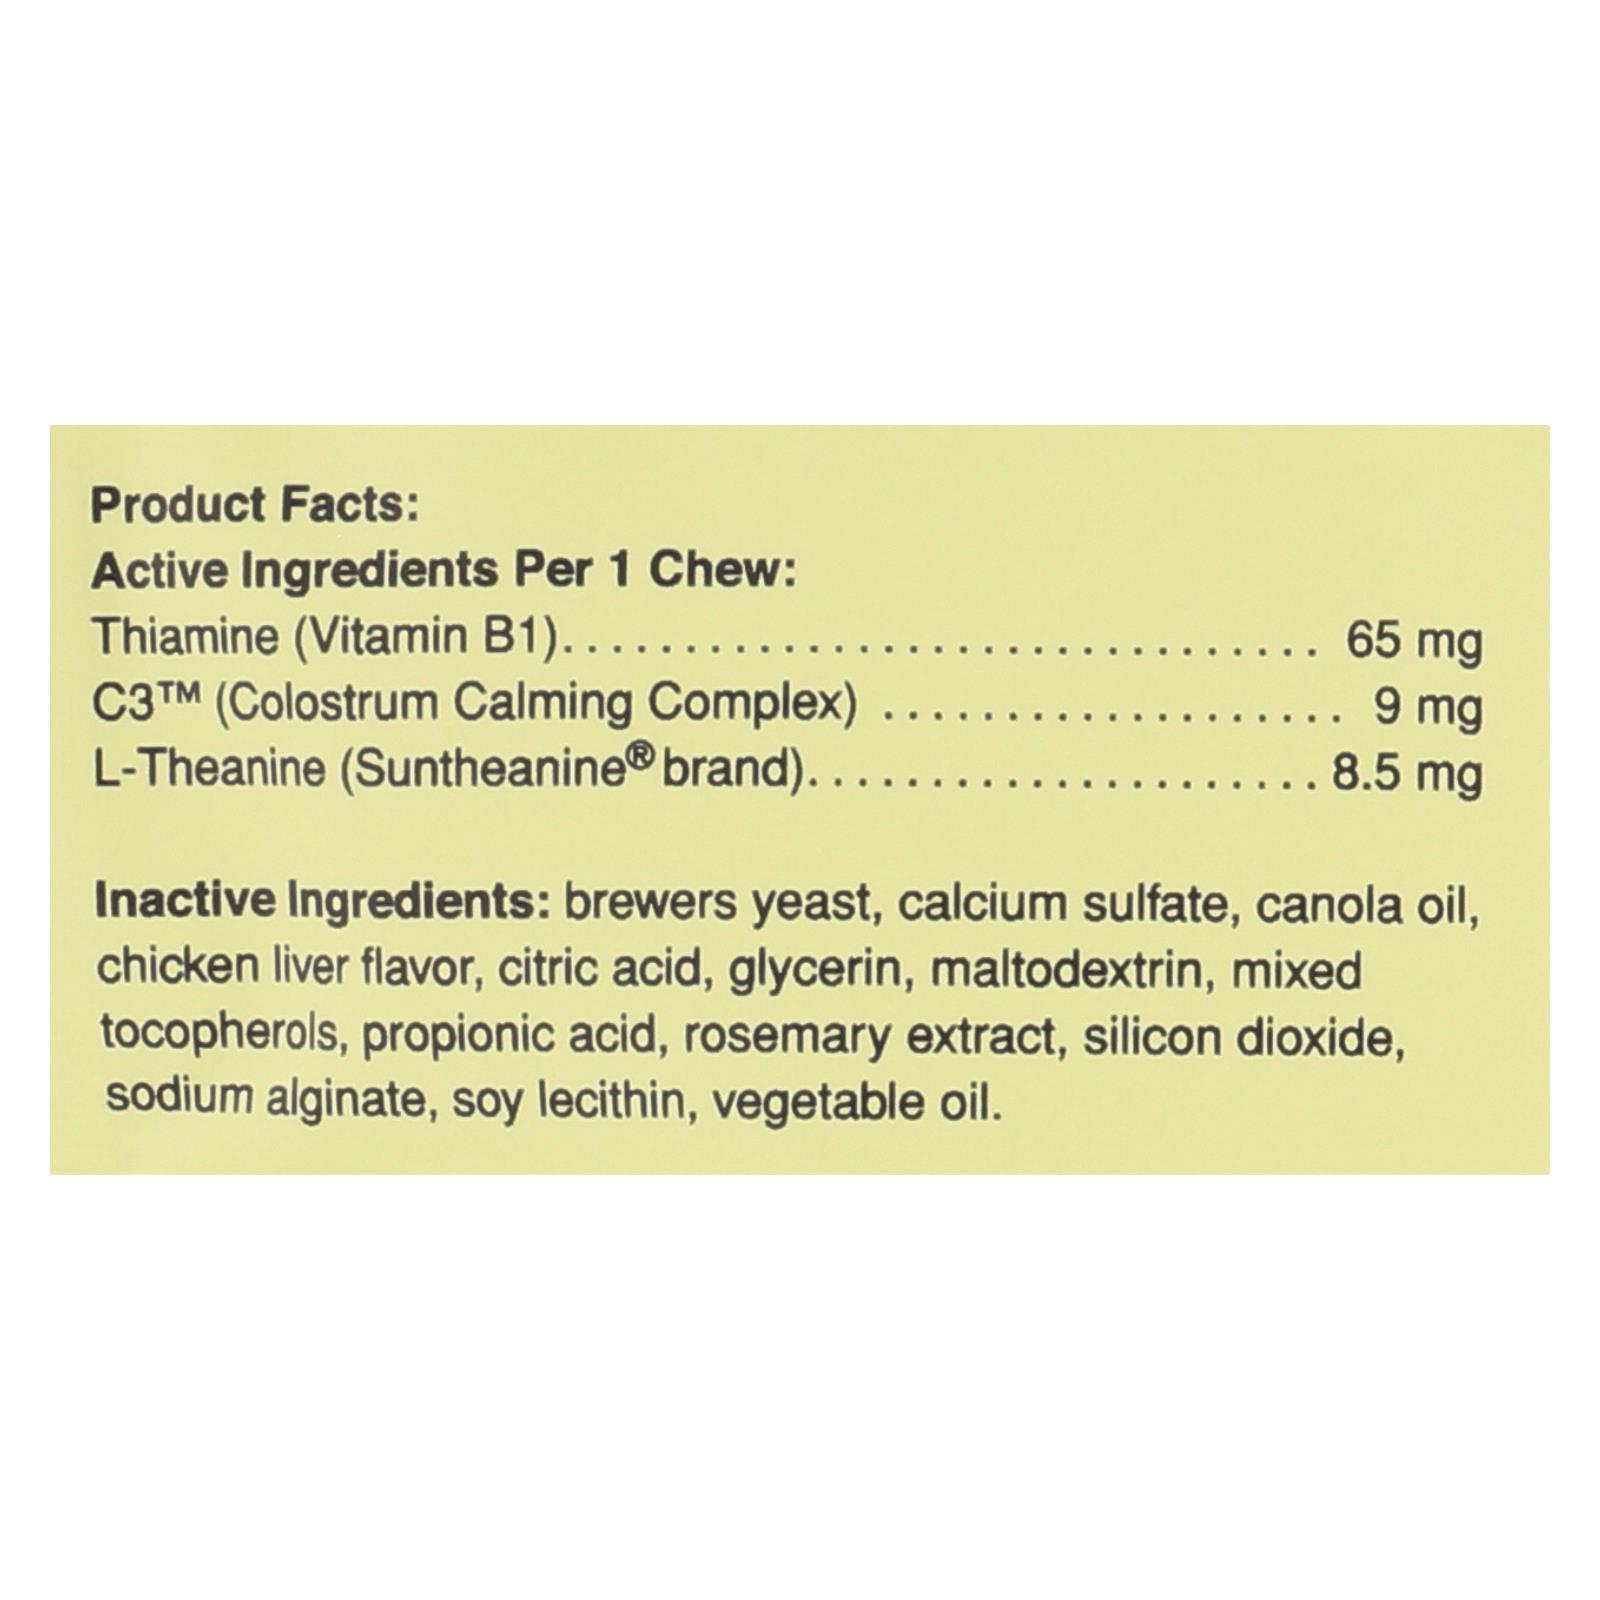 Product Facts:
Active Ingredients Per 1 Chew:
Thiamine (Vitamin B1)............................... 65 mg
C3™ (Colostrum Calming Complex) ................... 9 mg
L-Theanine (Suntheanine® brand)..................... 8.5 mg
Inactive Ingredients: brewers yeast, calcium sulfate, canola oil,
chicken liver flavor, citric acid, glycerin, maltodextrin, mixed
tocopherols, propionic acid, rosemary extract, silicon dioxide,
sodium alginate, soy lecithin, vegetable oil.